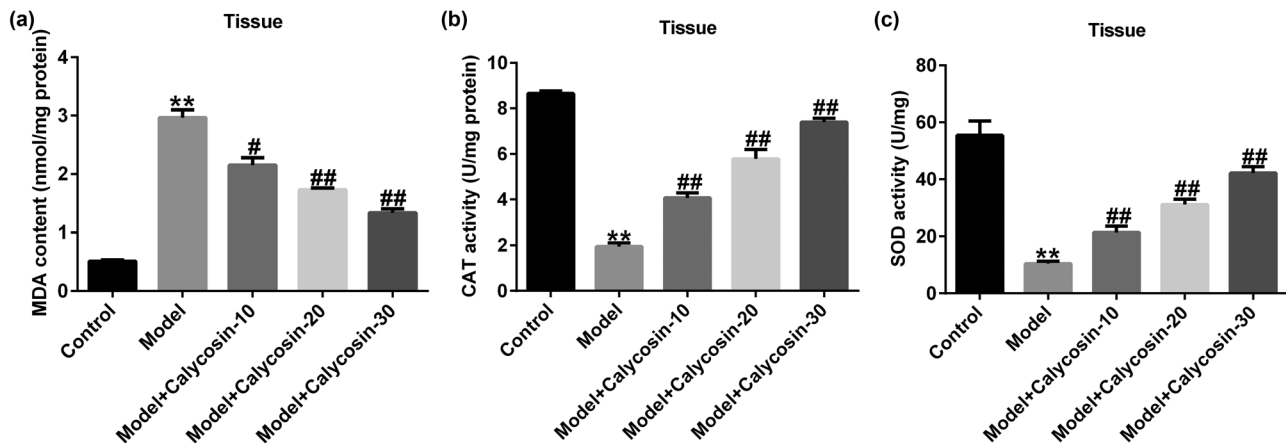 (a)
Tissue
MDA content (nmol/mg protein)
4
3
2
1
0
**
#
##
##
Control
Model
Model+Calycosin-10
Model+Calycosin-20
Model+Calycosin-30
(b)
Tissue
CAT activity (U/mg protein)
10
8
6
4
2
0
**
##
##
##
Control
Model
Model+Calycosin-10
Model+Calycosin-20
Model+Calycosin-30
(c)
Tissue
SOD activity (U/mg)
80
60
40
20
0
**
##
##
##
Control
Model
Model+Calycosin-10
Model+Calycosin-20
Model+Calycosin-30